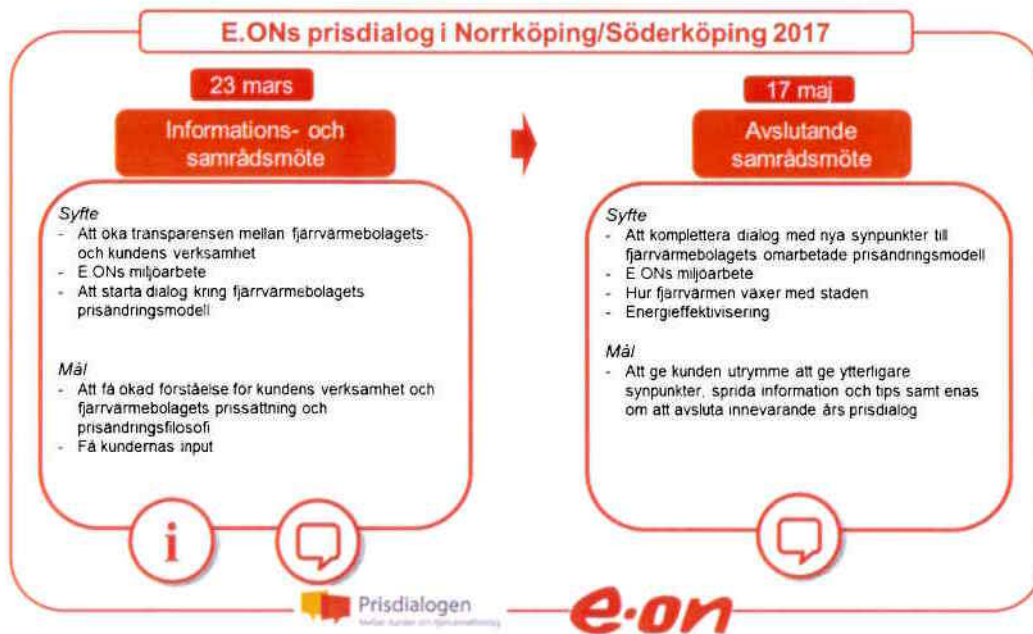 E.ONs prisdialog i Norrköping/Söderköping 2017
23 mars
Informations- och
samrådsmöte
Syfte
- Att öka transparensen mellan fjärrvärmebolagets-
och kundens verksamhet
- E.ONs miljöarbete
- Att starta dialog kring fjärrvärmebolagets
prisändringsmodell
Mål
- Att få ökad förståelse för kundens verksamhet och
fjärrvärmebolagets prissättning och
prisändringsfilosofi
- Få kundernas input
17 maj
Avslutande
samrådsmöte
Syfte
- Att komplettera dialog med nya synpunkter till
fjärrvärmebolagets omarbetade prisändringsmodell
- E.ONs miljöarbete
- Hur fjärrvärmen växer med staden
- Energieffektivisering
Mål
- Att ge kunden utrymme att ge ytterligare
synpunkter, sprida information och tips samt enas
om att avsluta innevarande års prisdialog
i
Prisdialogen
Mellan kunder och fjärrvärmeföretag
e·on